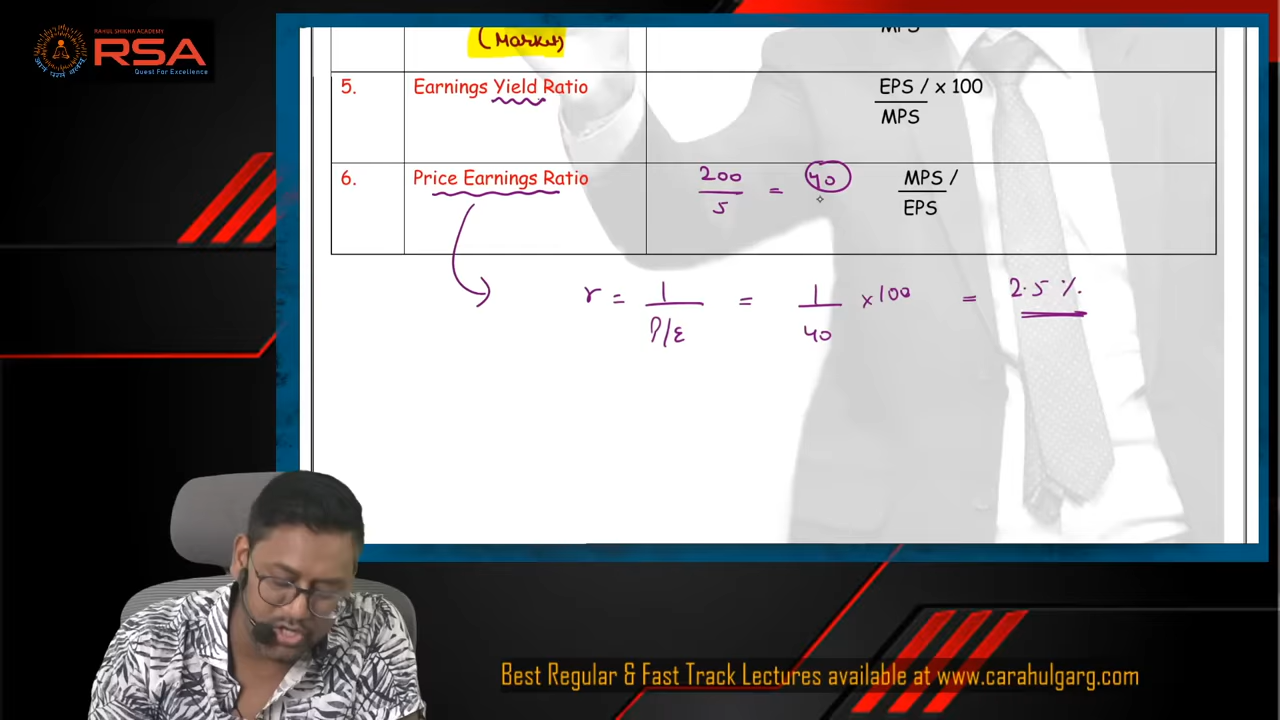 RAHUL SHIKHA ACADEMY
RSA
Quest For Excellence
(Market)
MPS
5. Earnings Yield Ratio EPS / x 100
MPS
6. Price Earnings Ratio 200 / 5 = 40 MPS /
EPS
r = 1 / P/E = 1 / 40 x 100 = 2.5 %
Best Regular & Fast Track Lectures available at www.carahulgarg.com